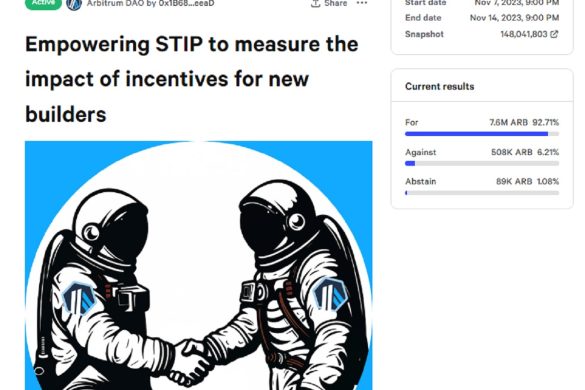 Active
Arbitrum DAO by 0x1B68...eeaD
Share
Empowering STIP to measure the
impact of incentives for new
builders
Start date Nov 7, 2023, 9:00 PM
End date Nov 14, 2023, 9:00 PM
Snapshot 148,041,803
Current results
For 7.6M ARB 92.71%
Against 508K ARB 6.21%
Abstain 89K ARB 1.08%